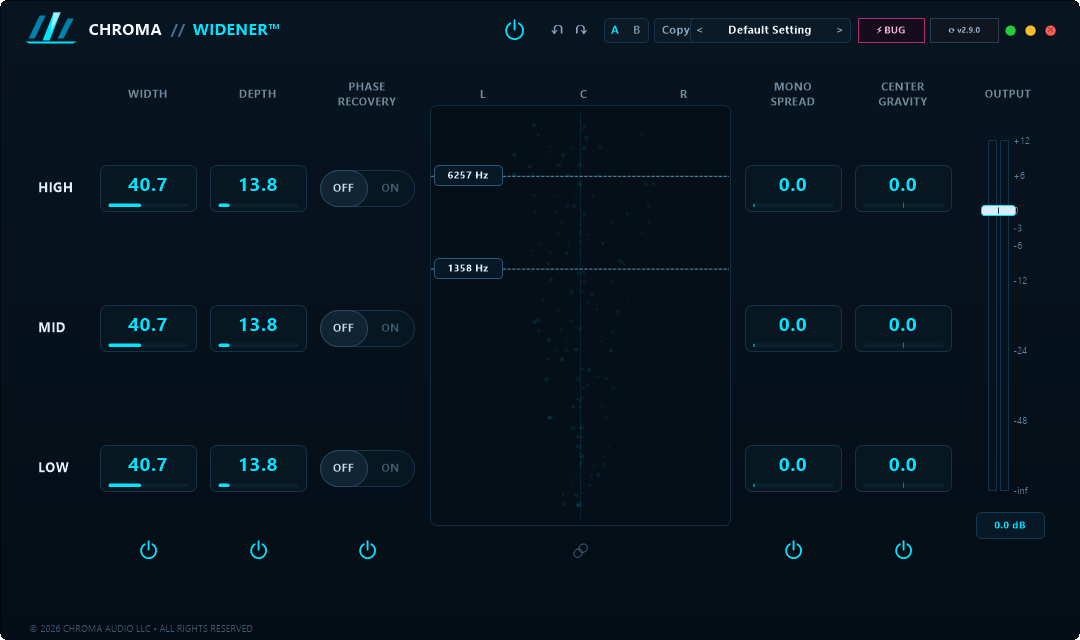 CHROMA // WIDENER™
A B
Copy
< Default Setting >
⚡BUG
v2.9.0
WIDTH
DEPTH
PHASE
RECOVERY
L
C
R
MONO
SPREAD
CENTER
GRAVITY
OUTPUT
HIGH
40.7
13.8
OFF ON
6257 Hz
0.0
0.0
1358 Hz
MID
40.7
13.8
OFF ON
0.0
0.0
LOW
40.7
13.8
OFF ON
0.0
0.0
+12
+6
0
-3
-6
-12
-24
-48
-inf
0.0 dB
© 2026 CHROMA AUDIO LLC • ALL RIGHTS RESERVED